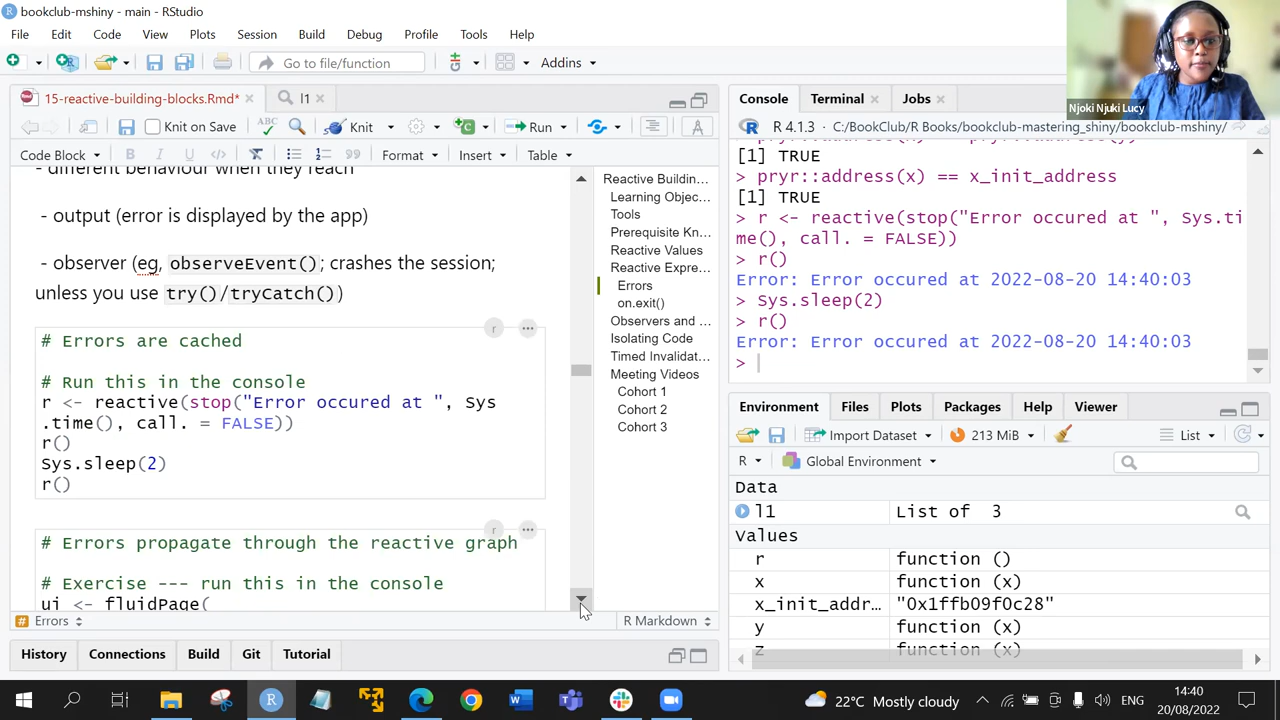 bookclub-mshiny - main - RStudio
File Edit Code View Plots Session Build Debug Profile Tools Help
Go to file/function
Addins
15-reactive-building-blocks.Rmd*
l1
Knit on Save
ABC
Knit
Run
Code Block
B I U </>
Format
Insert
Table
- different behaviour when they reach
- output (error is displayed by the app)
- observer (eg, observeEvent(); crashes the session;
unless you use try()/tryCatch())
r
# Errors are cached
# Run this in the console
r <- reactive(stop("Error occured at ", Sys
.time(), call. = FALSE))
r()
Sys.sleep(2)
r()
r
# Errors propagate through the reactive graph
# Exercise --- run this in the console
ui <- fluidPage(
Errors
R Markdown
Reactive Buildin...
Learning Objec...
Tools
Prerequisite Kn...
Reactive Values
Reactive Expre...
Errors
on.exit()
Observers and ...
Isolating Code
Timed Invalidat...
Meeting Videos
Cohort 1
Cohort 2
Cohort 3
History Connections Build Git Tutorial
Njoki Njuki Lucy
Console Terminal Jobs
R 4.1.3 · C:/BookClub/R Books/bookclub-mastering_shiny/bookclub-mshiny/
[1] TRUE
> pryr::address(x) == x_init_address
[1] TRUE
> r <- reactive(stop("Error occured at ", Sys.ti
me(), call. = FALSE))
> r()
Error: Error occured at 2022-08-20 14:40:03
> Sys.sleep(2)
> r()
Error: Error occured at 2022-08-20 14:40:03
>
Environment Files Plots Packages Help Viewer
Import Dataset
213 MiB
List
R
Global Environment
Data
l1 List of 3
Values
r function ()
x function (x)
x_init_addr... "0x1ffb09f0c28"
y function (x)
z
22°C Mostly cloudy
ENG
14:40
20/08/2022